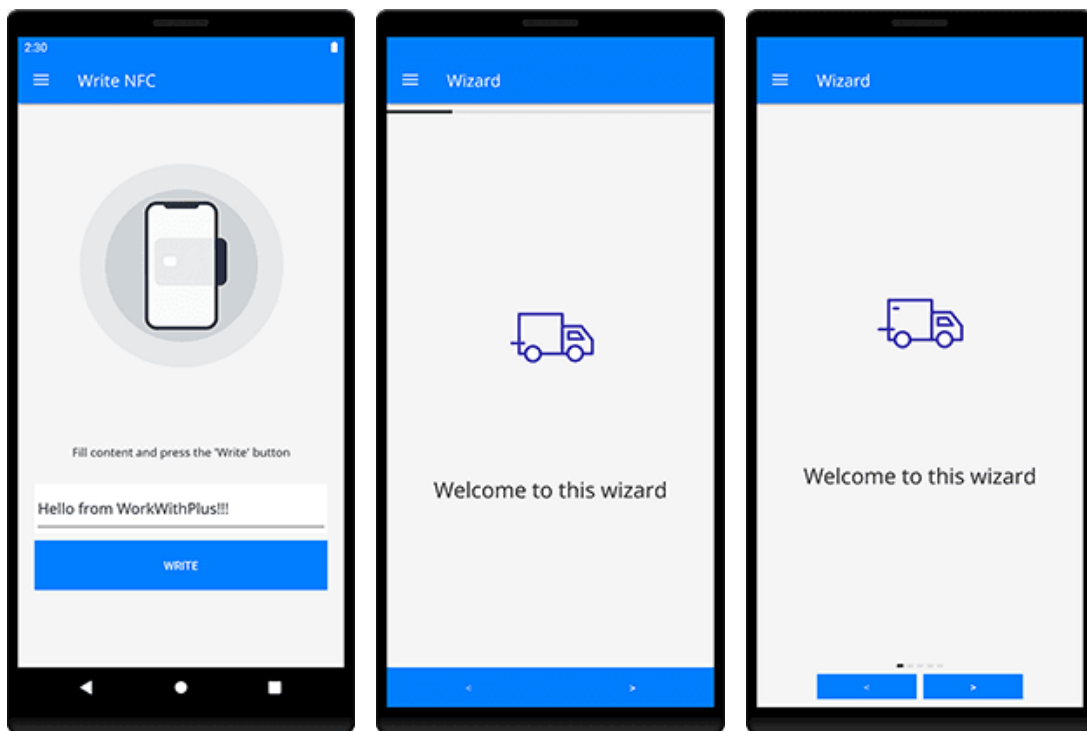 2:30
Write NFC
Fill content and press the 'Write' button
Hello from WorkWithPlus!!!
WRITE
Wizard
Welcome to this wizard
< >
Wizard
Welcome to this wizard
< >